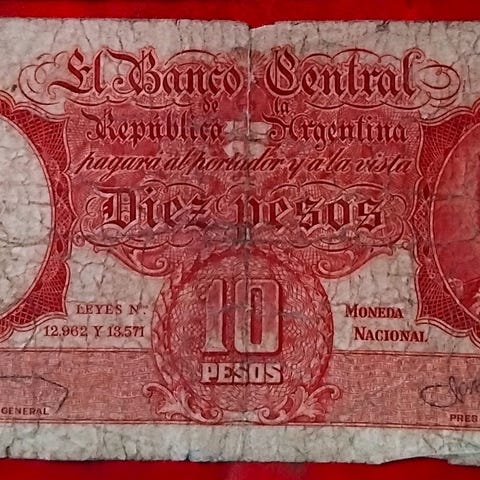 El Banco Central
de la
República Argentina
pagará al portador y a la vista
Diez pesos
LEYES Nos.
12.962 Y 13.571
10
PESOS
MONEDA
NACIONAL
GENERAL
PRES